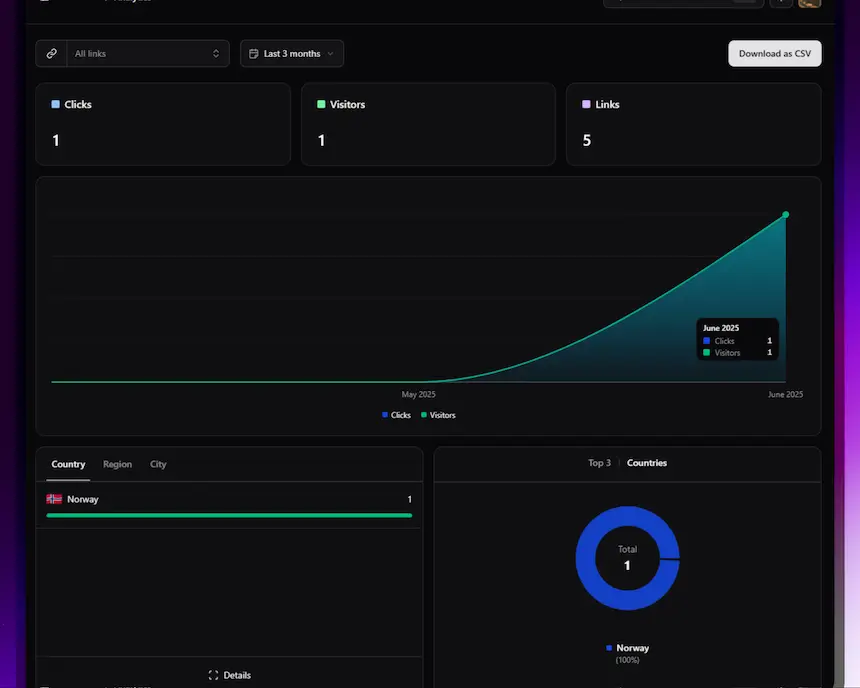 All links
Last 3 months
Download as CSV
Clicks
Visitors
Links
1
1
5
June 2025
Clicks 1
Visitors 1
May 2025
June 2025
Clicks Visitors
Country Region City
Norway 1
Details
Top 3 Countries
Total
1
Norway
(100%)